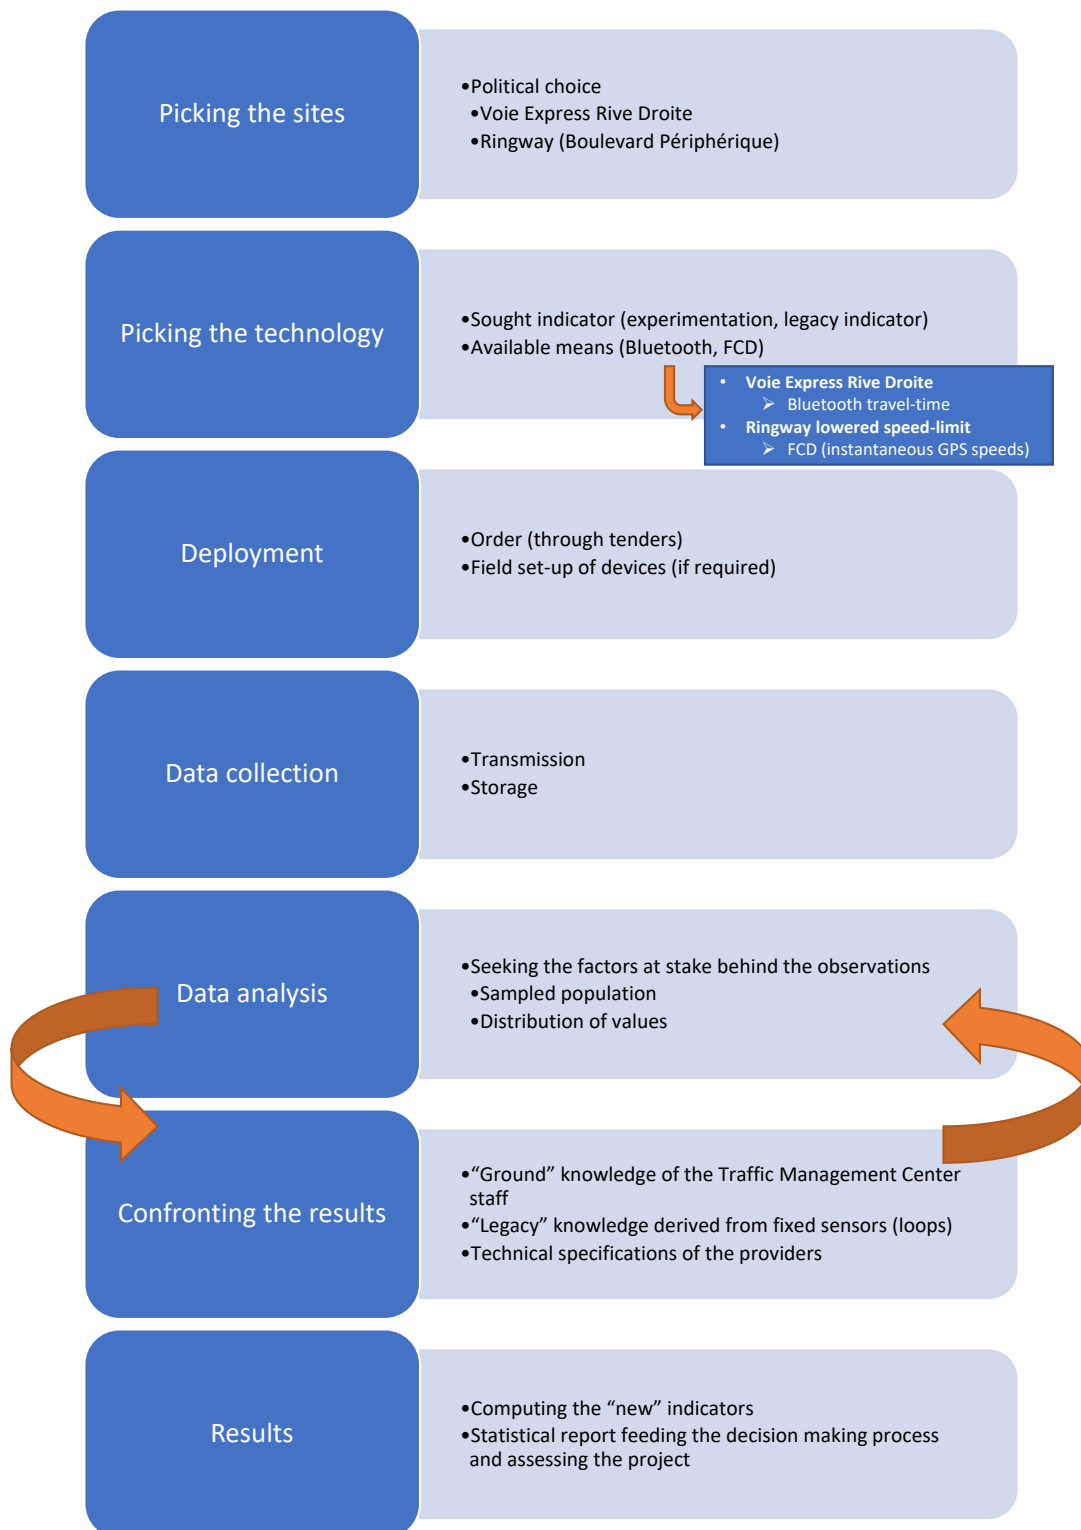 Picking the sites
•Political choice
•Voie Express Rive Droite
•Ringway (Boulevard Périphérique)
Picking the technology
•Sought indicator (experimentation, legacy indicator)
•Available means (Bluetooth, FCD)
• Voie Express Rive Droite
➢ Bluetooth travel-time
• Ringway lowered speed-limit
➢ FCD (instantaneous GPS speeds)
Deployment
•Order (through tenders)
•Field set-up of devices (if required)
Data collection
•Transmission
•Storage
Data analysis
•Seeking the factors at stake behind the observations
•Sampled population
•Distribution of values
Confronting the results
•“Ground” knowledge of the Traffic Management Center
staff
•“Legacy” knowledge derived from fixed sensors (loops)
•Technical specifications of the providers
Results
•Computing the “new” indicators
•Statistical report feeding the decision making process
and assessing the project